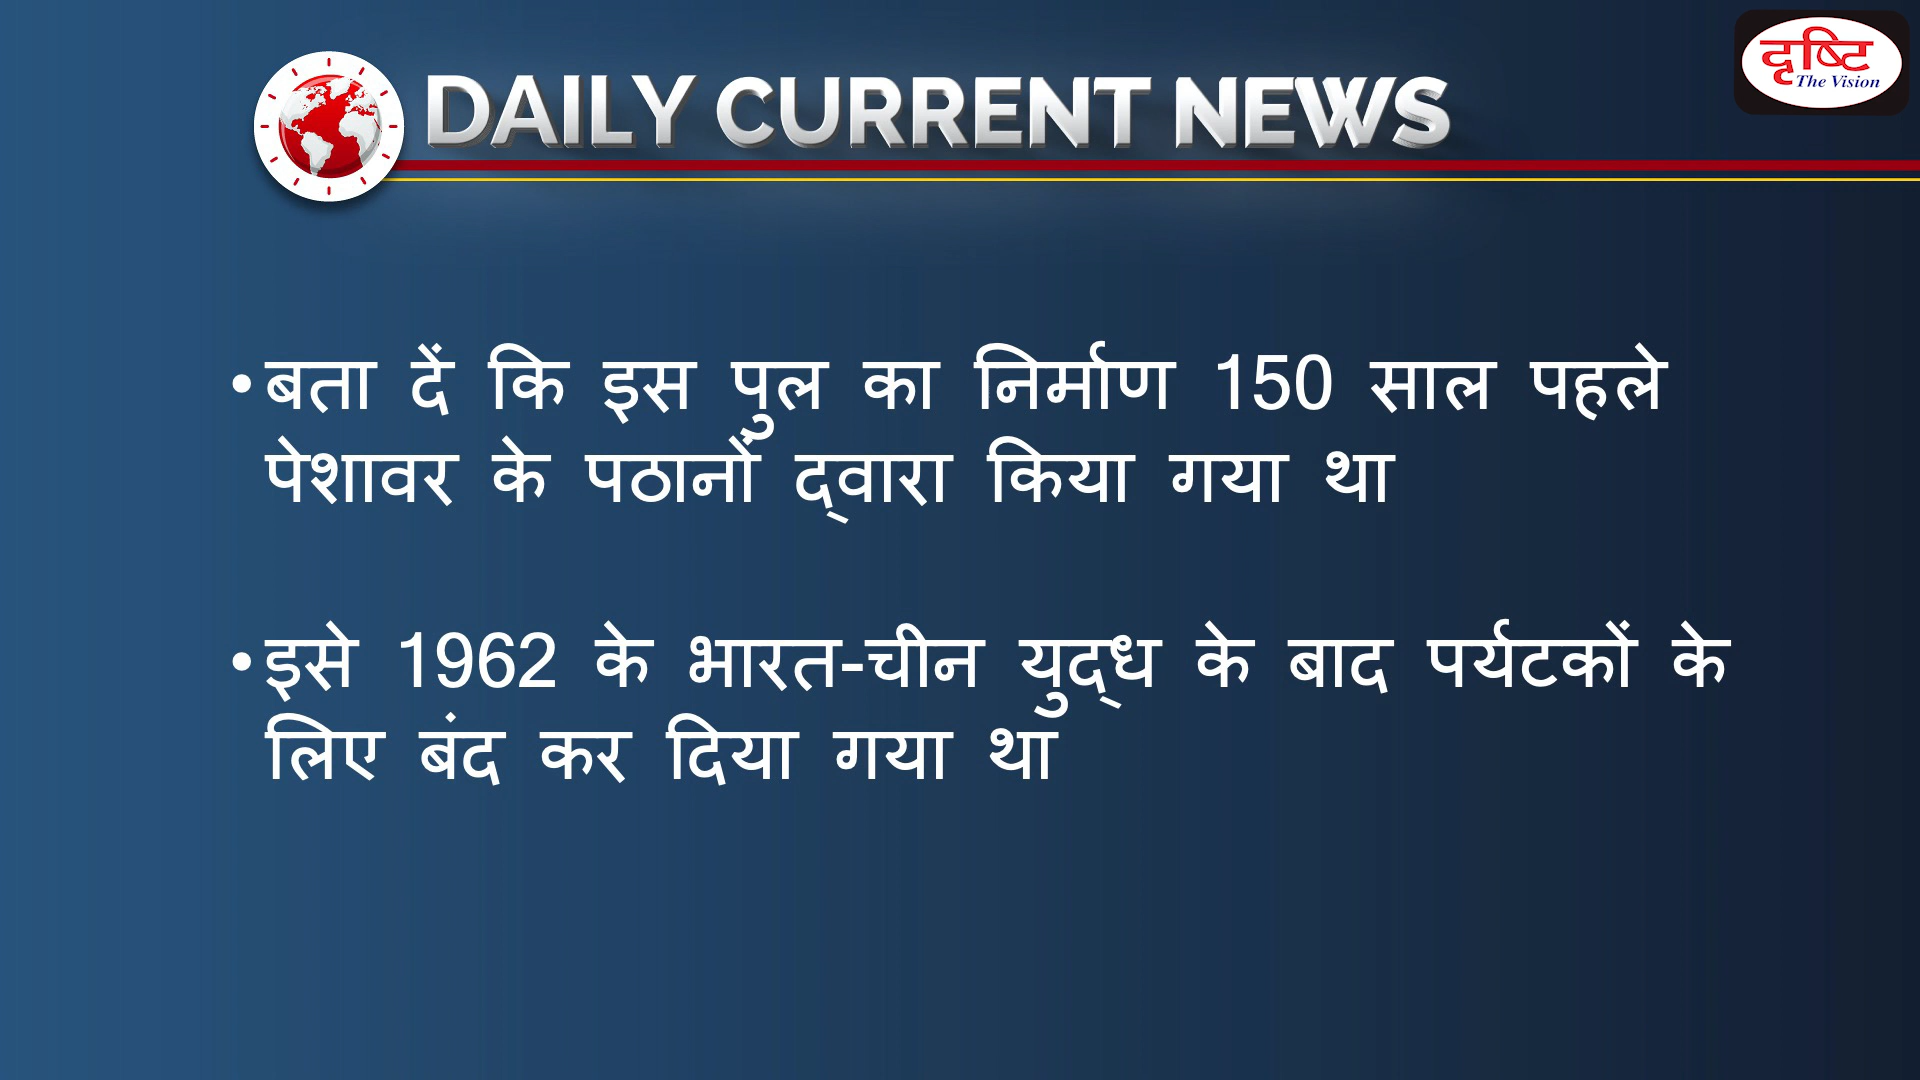 DAILY CURRENT NEWS
दृष्टि
The Vision
•बता दें कि इस पुल का निर्माण 150 साल पहले
पेशावर के पठानों द्वारा किया गया था
•इसे 1962 के भारत-चीन युद्ध के बाद पर्यटकों के
लिए बंद कर दिया गया था